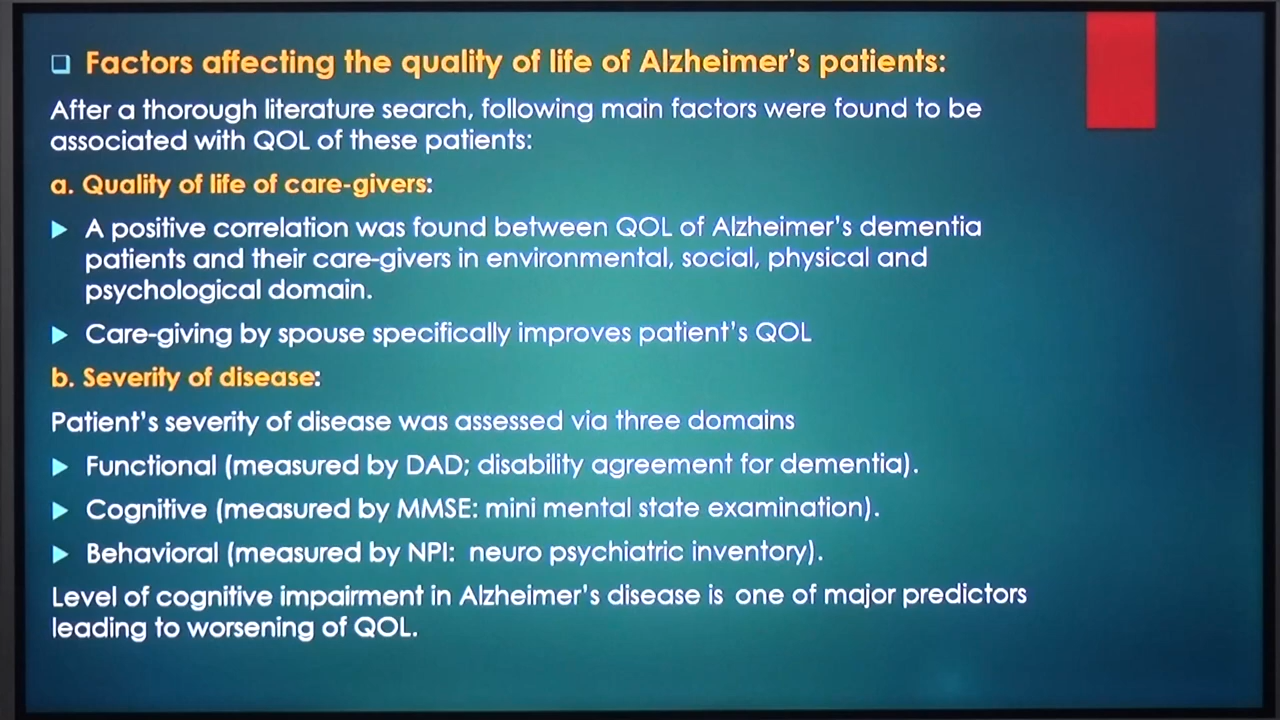 ❑ Factors affecting the quality of life of Alzheimer's patients:
After a thorough literature search, following main factors were found to be
associated with QOL of these patients:
a. Quality of life of care-givers:
▶ A positive correlation was found between QOL of Alzheimer's dementia
patients and their care-givers in environmental, social, physical and
psychological domain.
▶ Care-giving by spouse specifically improves patient's QOL
b. Severity of disease:
Patient's severity of disease was assessed via three domains
▶ Functional (measured by DAD; disability agreement for dementia).
▶ Cognitive (measured by MMSE: mini mental state examination).
▶ Behavioral (measured by NPI: neuro psychiatric inventory).
Level of cognitive impairment in Alzheimer's disease is one of major predictors
leading to worsening of QOL.